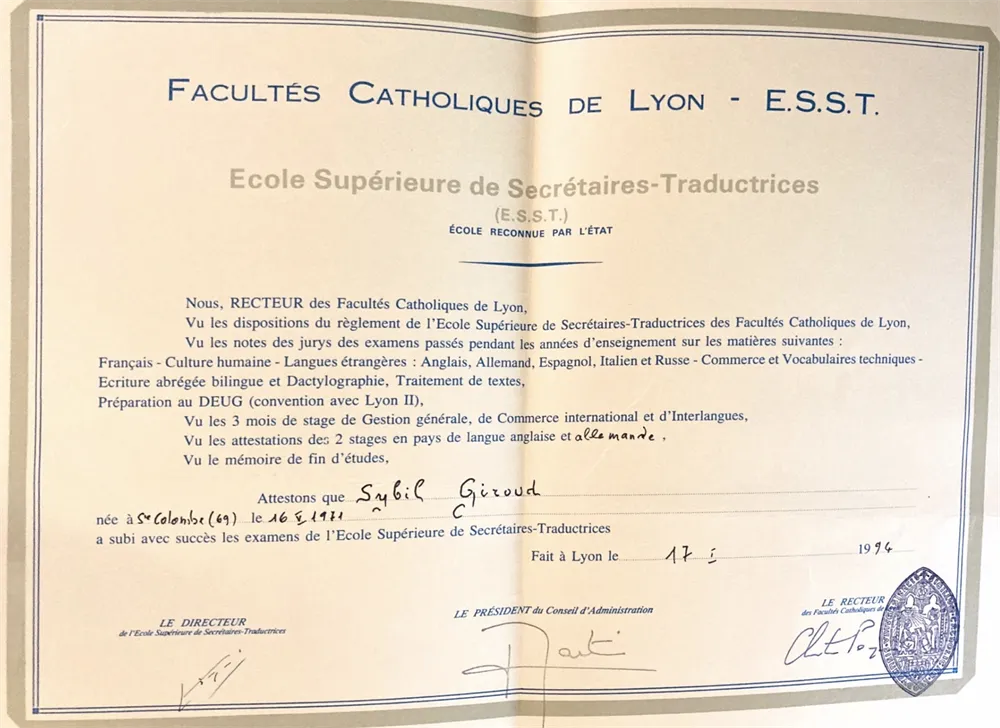 FACULTÉS CATHOLIQUES DE LYON - E.S.S.T.
Ecole Supérieure de Secrétaires-Traductrices
(E.S.S.T.)
ÉCOLE RECONNUE PAR L'ÉTAT
Nous, RECTEUR des Facultés Catholiques de Lyon,
Vu les dispositions du règlement de l'Ecole Supérieure de Secrétaires-Traductrices des Facultés Catholiques de Lyon,
Vu les notes des jurys des examens passés pendant les années d'enseignement sur les matières suivantes :
Français - Culture humaine - Langues étrangères : Anglais, Allemand, Espagnol, Italien et Russe - Commerce et Vocabulaires techniques -
Ecriture abrégée bilingue et Dactylographie, Traitement de textes,
Préparation au DEUG (convention avec Lyon II),
Vu les 3 mois de stage de Gestion générale, de Commerce international et d'Interlangues,
Vu les attestations des 2 stages en pays de langue anglaise et allemande,
Vu le mémoire de fin d'études,
Attestons que Sybil Giroud
née à Ste Colombe (69) le 16 V 1971
a subi avec succès les examens de l'Ecole Supérieure de Secrétaires-Traductrices
Fait à Lyon le 17 I 1994
LE DIRECTEUR
de l'Ecole Supérieure de Secrétaires-Traductrices
LE PRÉSIDENT du Conseil d'Administration
LE RECTEUR
des Facultés Catholiques de